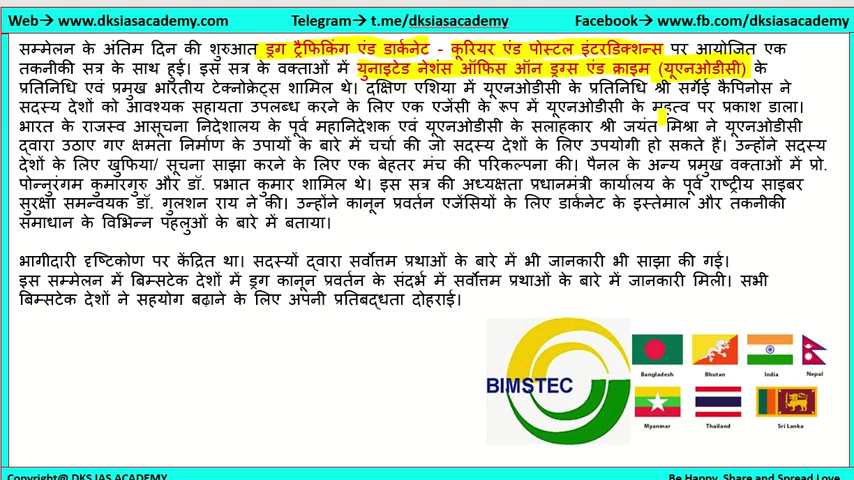 Web→ www.dksiasacademy.com Telegram→ t.me/dksiasacademy Facebook→ www.fb.com/dksiasacademy
सम्मेलन के अंतिम दिन की शुरुआत ड्रग ट्रैफिकिंग एंड डार्कनेट - कूरियर एंड पोस्टल इंटरडिक्शन्स पर आयोजित एक
तकनीकी सत्र के साथ हुई। इस सत्र के वक्ताओं में युनाइटेड नेशंस ऑफिस ऑन ड्रग्स एंड क्राइम (यूएनओडीसी) के
प्रतिनिधि एवं प्रमुख भारतीय टेक्नोक्रेट्स शामिल थे। दक्षिण एशिया में यूएनओडीसी के प्रतिनिधि श्री सर्गेई कैपिनोस ने
सदस्य देशों को आवश्यक सहायता उपलब्ध कराने के लिए एक एजेंसी के रूप में यूएनओडीसी के महत्व पर प्रकाश डाला।
भारत के राजस्व आसूचना निदेशालय के पूर्व महानिदेशक एवं यूएनओडीसी के सलाहकार श्री जयंत मिश्रा ने यूएनओडीसी
द्वारा उठाए गए क्षमता निर्माण के उपायों के बारे में चर्चा की जो सदस्य देशों के लिए उपयोगी हो सकते हैं। उन्होंने सदस्य
देशों के लिए खुफिया/ सूचना साझा करने के लिए एक बेहतर मंच की परिकल्पना की। पैनल के अन्य प्रमुख वक्ताओं में प्रो.
पोन्नुरंगम कुमारगुरु और डॉ. प्रभात कुमार शामिल थे। इस सत्र की अध्यक्षता प्रधानमंत्री कार्यालय के पूर्व राष्ट्रीय साइबर
सुरक्षा समन्वयक डॉ. गुलशन राय ने की। उन्होंने कानून प्रवर्तन एजेंसियों के लिए डार्कनेट के इस्तेमाल और तकनीकी
समाधान के विभिन्न पहलुओं के बारे में बताया।
भागीदारी दृष्टिकोण पर केंद्रित था। सदस्यों द्वारा सर्वोत्तम प्रथाओं के बारे में भी जानकारी भी साझा की गई।
इस सम्मेलन में बिम्सटेक देशों में ड्रग कानून प्रवर्तन के संदर्भ में सर्वोत्तम प्रथाओं के बारे में जानकारी मिली। सभी
बिम्सटेक देशों ने सहयोग बढ़ाने के लिए अपनी प्रतिबद्धता दोहराई।
BIMSTEC
Bangladesh Bhutan India Nepal
Myanmar Thailand Sri Lanka
Copyright@ DKS IAS ACADEMY Be Happy, Share and Spread Love